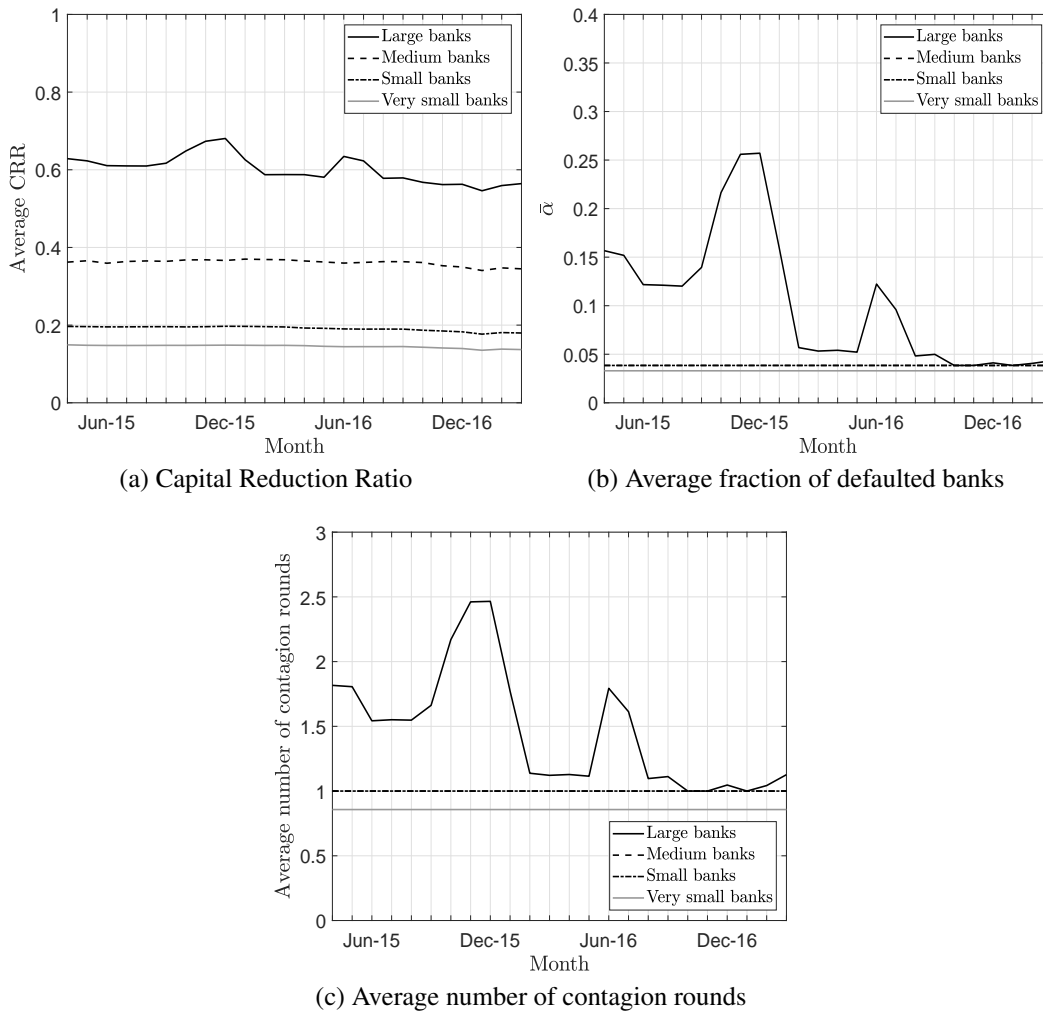 1
0.8
0.6
0.4
0.2
0
Average CRR
Large banks
Medium banks
Small banks
Very small banks
Jun-15 Dec-15 Jun-16 Dec-16
Month
(a) Capital Reduction Ratio
0.4
0.35
0.3
0.25
0.2
0.15
0.1
0.05
0
ᾱ
Large banks
Medium banks
Small banks
Very small banks
Jun-15 Dec-15 Jun-16 Dec-16
Month
(b) Average fraction of defaulted banks
3
2.5
2
1.5
1
0.5
0
Average number of contagion rounds
Large banks
Medium banks
Small banks
Very small banks
Jun-15 Dec-15 Jun-16 Dec-16
Month
(c) Average number of contagion rounds